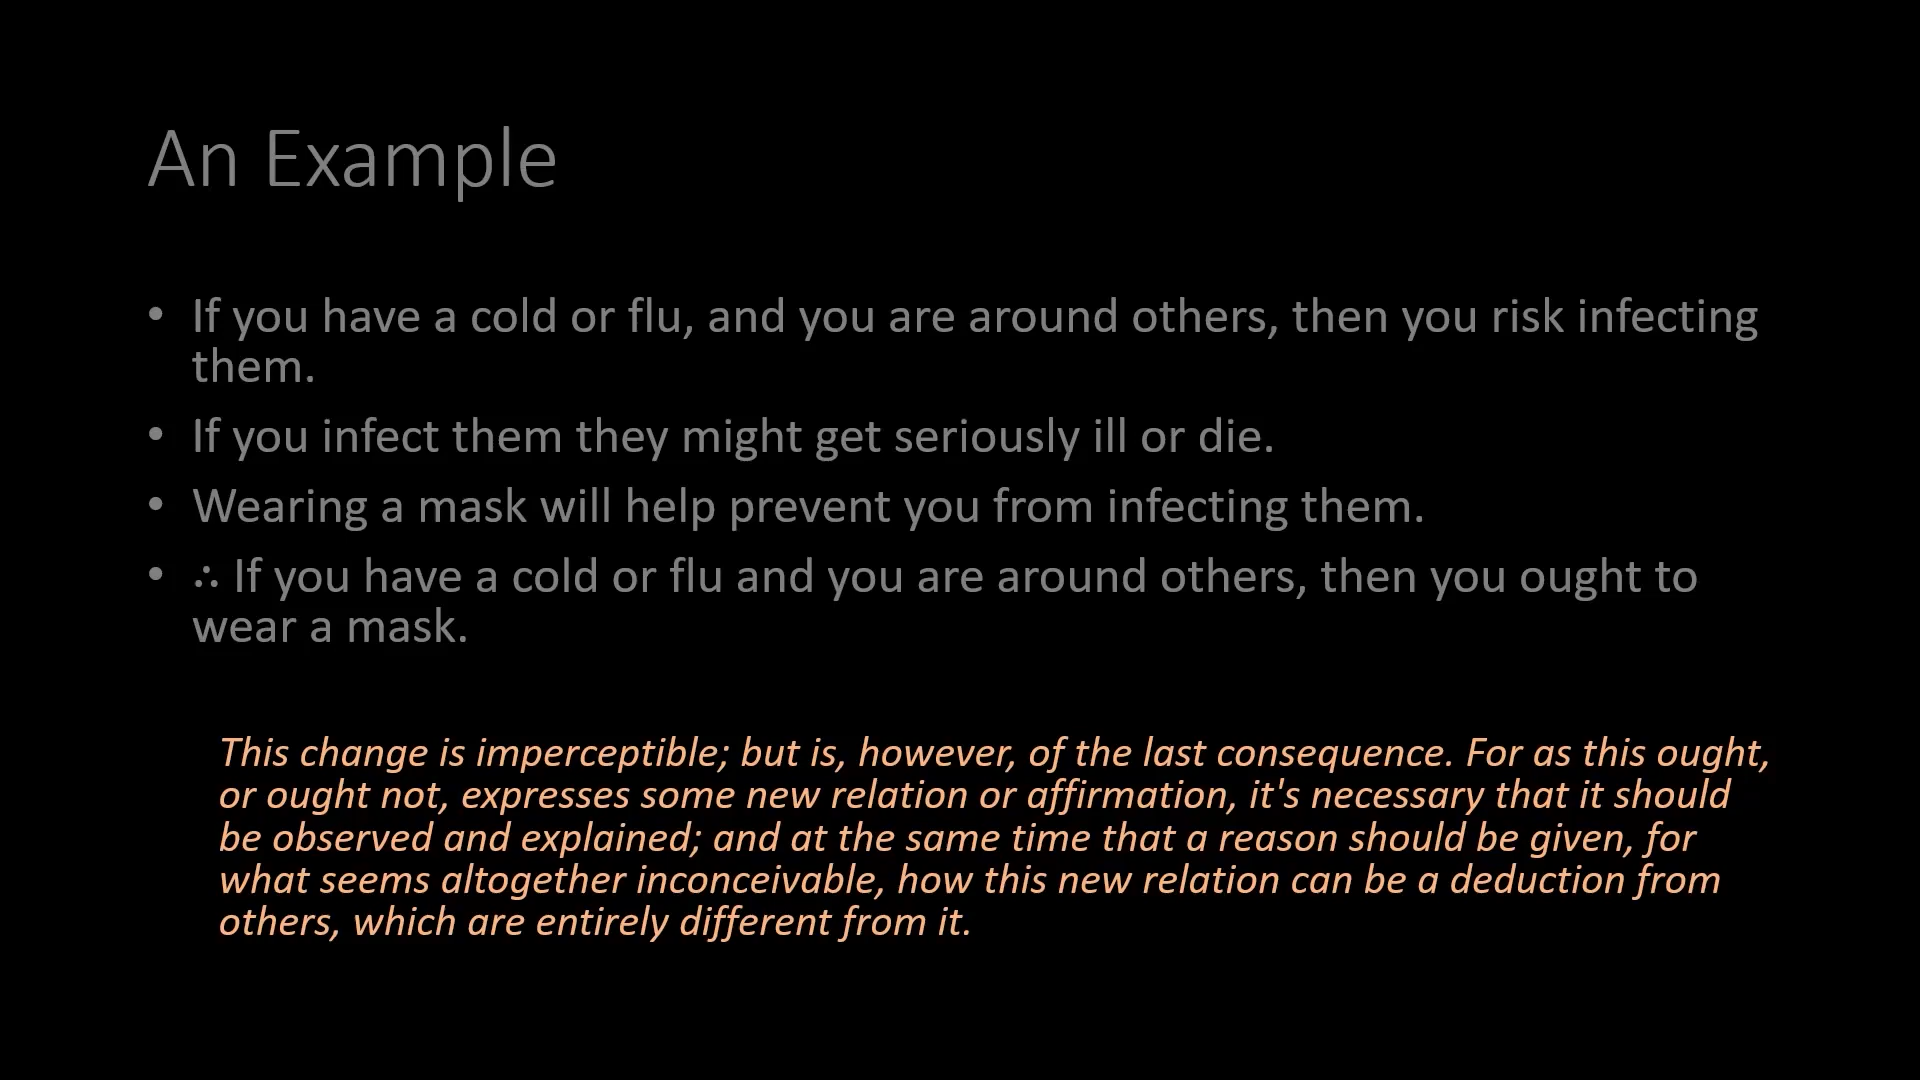 An Example
• If you have a cold or flu, and you are around others, then you risk infecting
them.
• If you infect them they might get seriously ill or die.
• Wearing a mask will help prevent you from infecting them.
• ∴ If you have a cold or flu and you are around others, then you ought to
wear a mask.
This change is imperceptible; but is, however, of the last consequence. For as this ought,
or ought not, expresses some new relation or affirmation, it's necessary that it should
be observed and explained; and at the same time that a reason should be given, for
what seems altogether inconceivable, how this new relation can be a deduction from
others, which are entirely different from it.